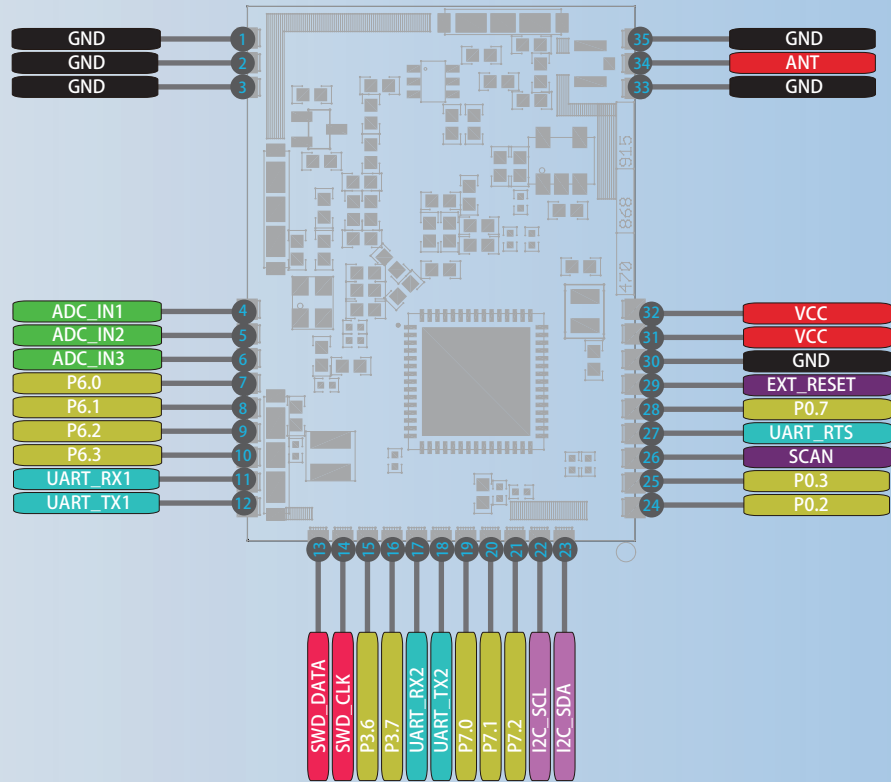 GND 1
GND 2
GND 3
35 GND
34 ANT
33 GND
915
868
470
ADC_IN1 4
ADC_IN2 5
ADC_IN3 6
P6.0 7
P6.1 8
P6.2 9
P6.3 10
UART_RX1 11
UART_TX1 12
32 VCC
31 VCC
30 GND
29 EXT_RESET
28 P0.7
27 UART_RTS
26 SCAN
25 P0.3
24 P0.2
13 SWD_DATA
14 SWD_CLK
15 P3.6
16 P3.7
17 UART_RX2
18 UART_TX2
19 P7.0
20 P7.1
21 P7.2
22 I2C_SCL
23 I2C_SDA